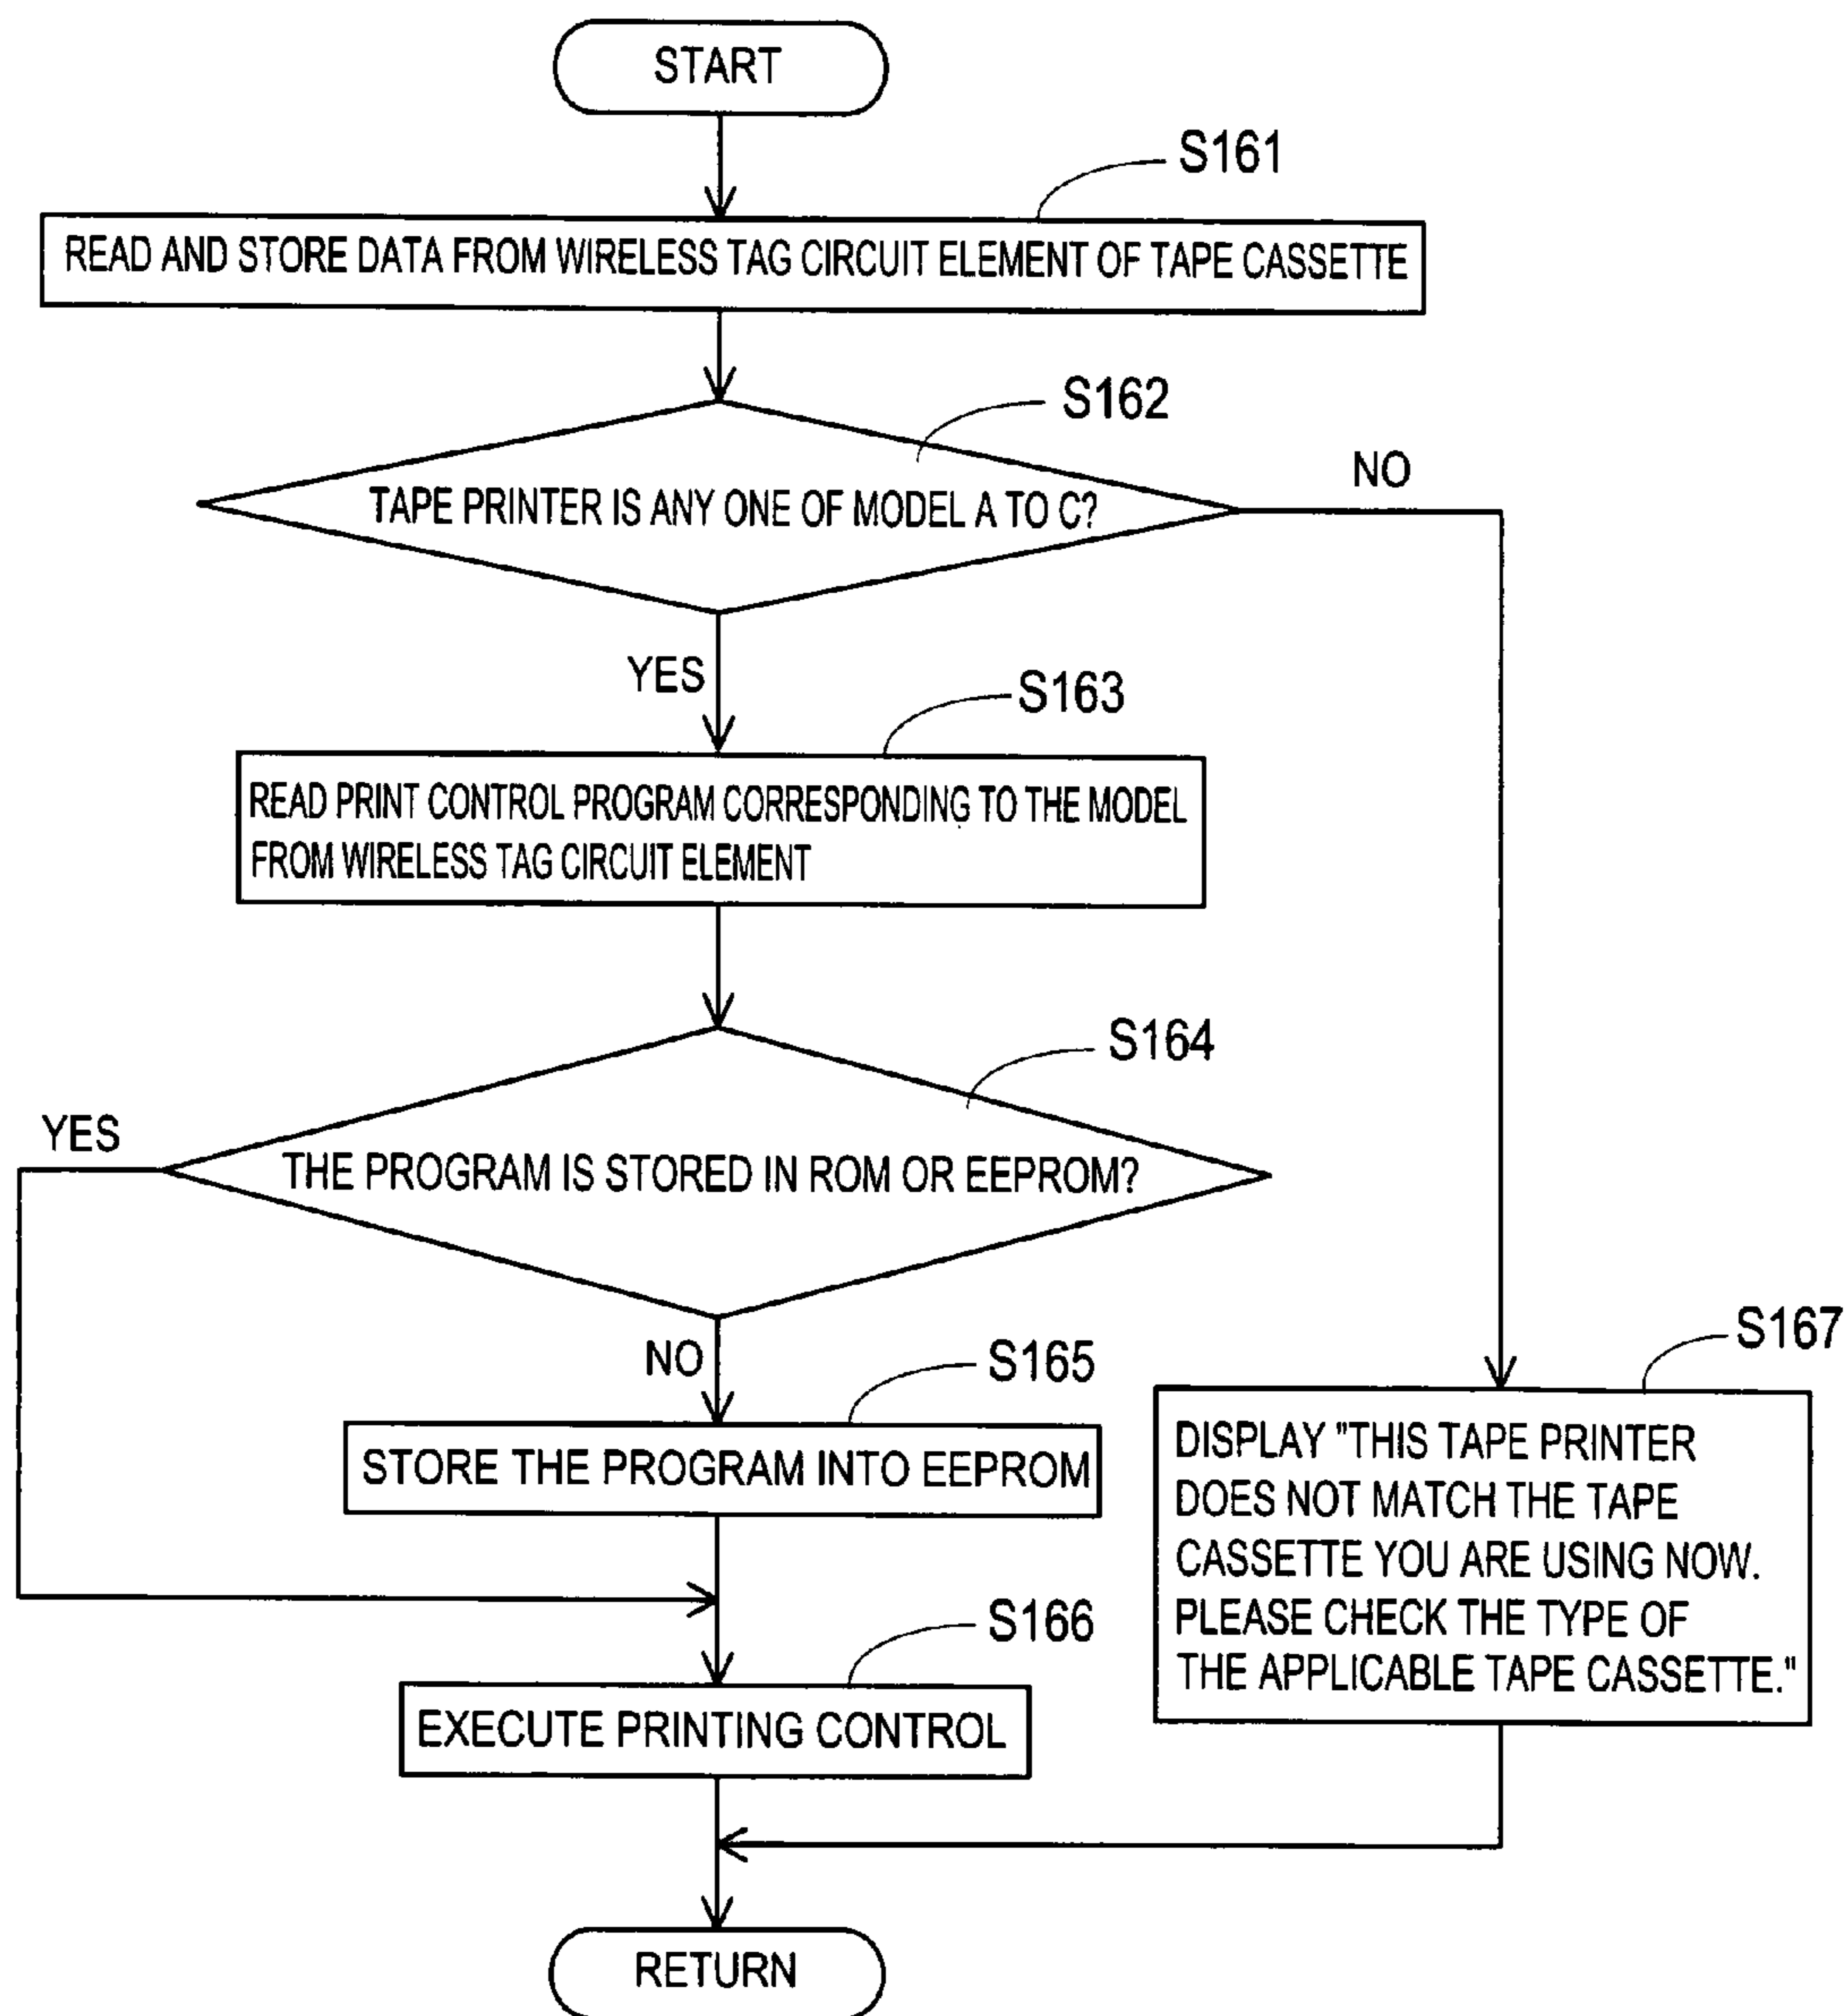 START
S161
READ AND STORE DATA FROM WIRELESS TAG CIRCUIT ELEMENT OF TAPE CASSETTE
S162
NO
TAPE PRINTER IS ANY ONE OF MODEL A TO C?
YES
S163
READ PRINT CONTROL PROGRAM CORRESPONDING TO THE MODEL
FROM WIRELESS TAG CIRCUIT ELEMENT
S164
YES
THE PROGRAM IS STORED IN ROM OR EEPROM?
NO
S165
STORE THE PROGRAM INTO EEPROM
S167
DISPLAY "THIS TAPE PRINTER
DOES NOT MATCH THE TAPE
CASSETTE YOU ARE USING NOW.
PLEASE CHECK THE TYPE OF
THE APPLICABLE TAPE CASSETTE."
S166
EXECUTE PRINTING CONTROL
RETURN